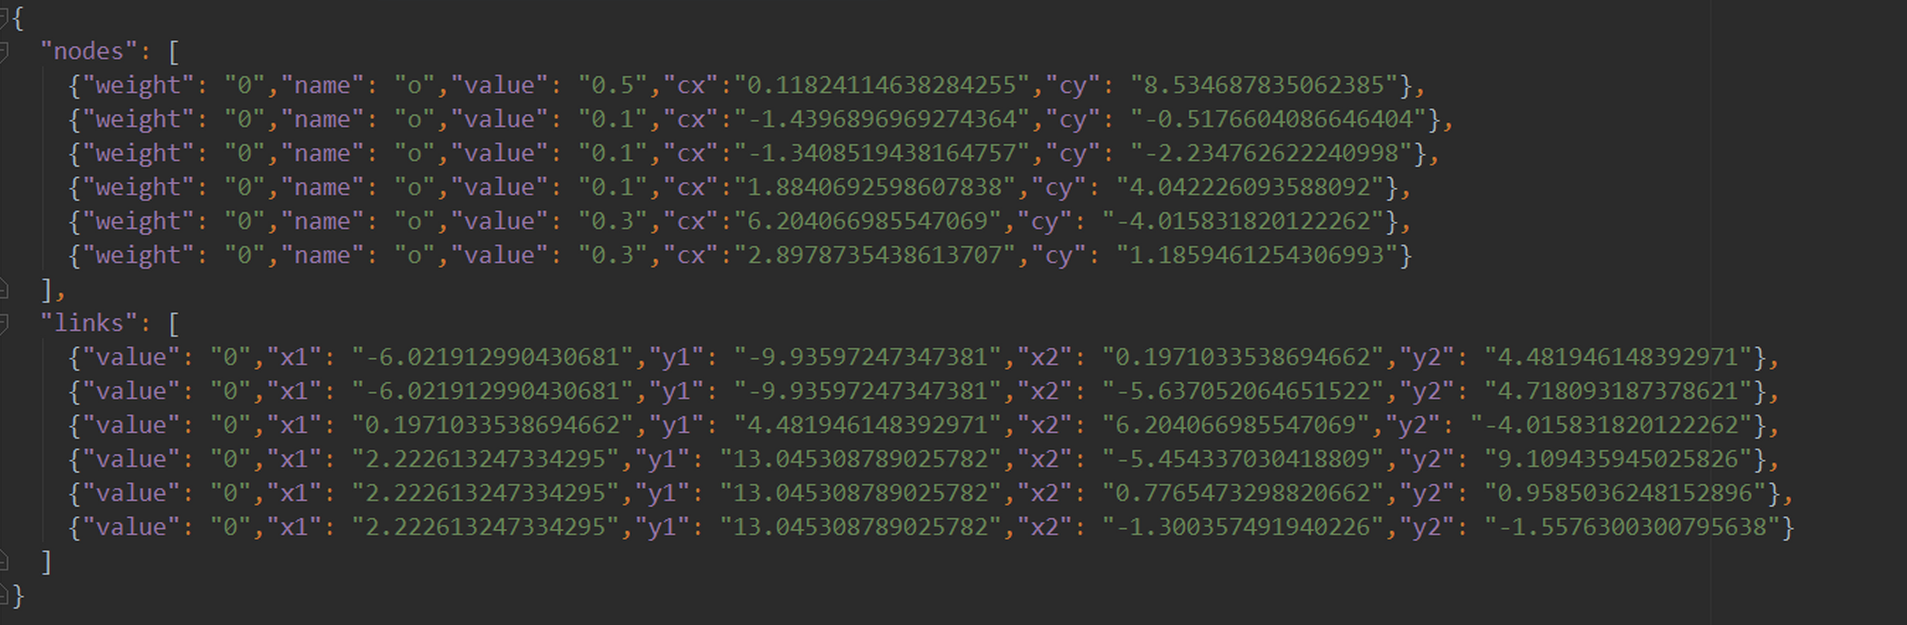 {
"nodes": [
{"weight": "0","name": "o","value": "0.5","cx":"0.11824114638284255","cy": "8.534687835062385"},
{"weight": "0","name": "o","value": "0.1","cx":"-1.4396896969274364","cy": "-0.5176604086646404"},
{"weight": "0","name": "o","value": "0.1","cx":"-1.3408519438164757","cy": "-2.234762622240998"},
{"weight": "0","name": "o","value": "0.1","cx":"1.8840692598607838","cy": "4.042226093588092"},
{"weight": "0","name": "o","value": "0.3","cx":"6.204066985547069","cy": "-4.015831820122262"},
{"weight": "0","name": "o","value": "0.3","cx":"2.8978735438613707","cy": "1.1859461254306993"}
],
"links": [
{"value": "0","x1": "-6.021912990430681","y1": "-9.93597247347381","x2": "0.1971033538694662","y2": "4.481946148392971"},
{"value": "0","x1": "-6.021912990430681","y1": "-9.93597247347381","x2": "-5.637052064651522","y2": "4.718093187378621"},
{"value": "0","x1": "0.1971033538694662","y1": "4.481946148392971","x2": "6.204066985547069","y2": "-4.015831820122262"},
{"value": "0","x1": "2.222613247334295","y1": "13.045308789025782","x2": "-5.454337030418809","y2": "9.109435945025826"},
{"value": "0","x1": "2.222613247334295","y1": "13.045308789025782","x2": "0.7765473298820662","y2": "0.9585036248152896"},
{"value": "0","x1": "2.222613247334295","y1": "13.045308789025782","x2": "-1.300357491940226","y2": "-1.5576300300795638"}
]
}